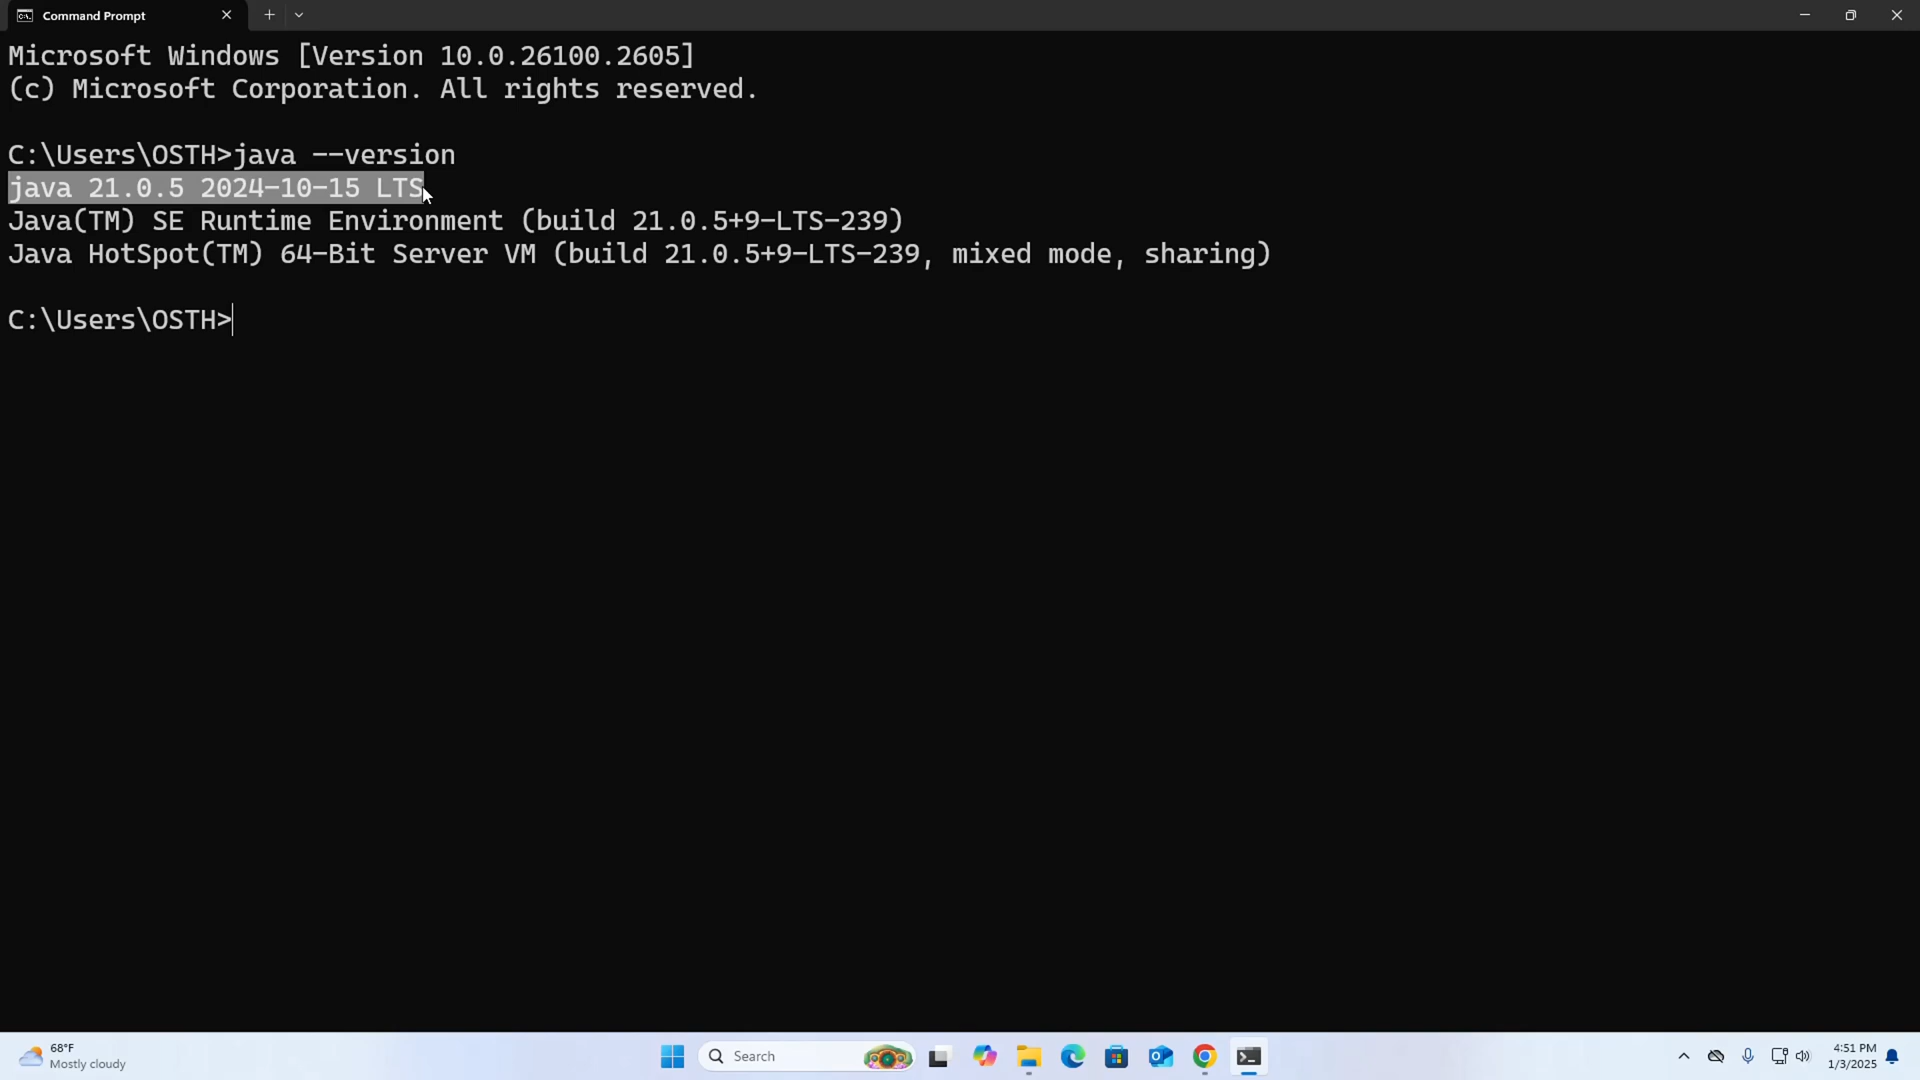 Command Prompt
Microsoft Windows [Version 10.0.26100.2605]
(c) Microsoft Corporation. All rights reserved.
C:\Users\OSTH>java --version
java 21.0.5 2024-10-15 LTS
Java(TM) SE Runtime Environment (build 21.0.5+9-LTS-239)
Java HotSpot(TM) 64-Bit Server VM (build 21.0.5+9-LTS-239, mixed mode, sharing)
C:\Users\OSTH>
68°F
Mostly cloudy
Search
4:51 PM
1/3/2025